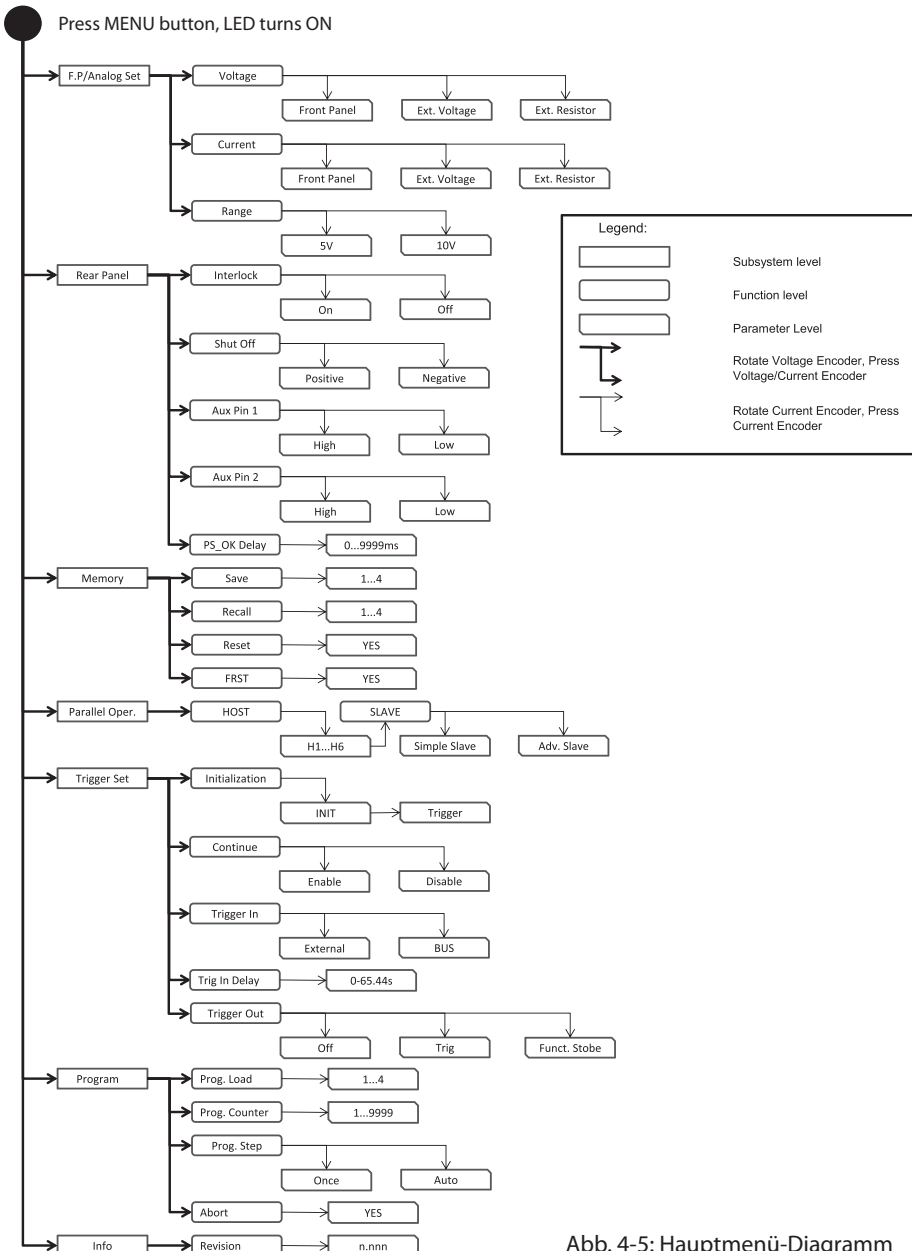 Press MENU button, LED turns ON
F.P/Analog Set
Voltage
Front Panel
Ext. Voltage
Ext. Resistor
Current
Front Panel
Ext. Voltage
Ext. Resistor
Range
5V
10V
Legend:
Subsystem level
Function level
Parameter Level
Rotate Voltage Encoder, Press
Voltage/Current Encoder
Rotate Current Encoder, Press
Current Encoder
Rear Panel
Interlock
On
Off
Shut Off
Positive
Negative
Aux Pin 1
High
Low
Aux Pin 2
High
Low
PS_OK Delay
0...9999ms
Memory
Save
1...4
Recall
1...4
Reset
YES
FRST
YES
Parallel Oper.
HOST
SLAVE
H1...H6
Simple Slave
Adv. Slave
Trigger Set
Initialization
INIT
Trigger
Continue
Enable
Disable
Trigger In
External
BUS
Trig In Delay
0-65.44s
Trigger Out
Off
Trig
Funct. Stobe
Program
Prog. Load
1...4
Prog. Counter
1...9999
Prog. Step
Once
Auto
Abort
YES
Info
Revision
n.nnn
Abb. 4-5: Hauptmenü-Diagramm